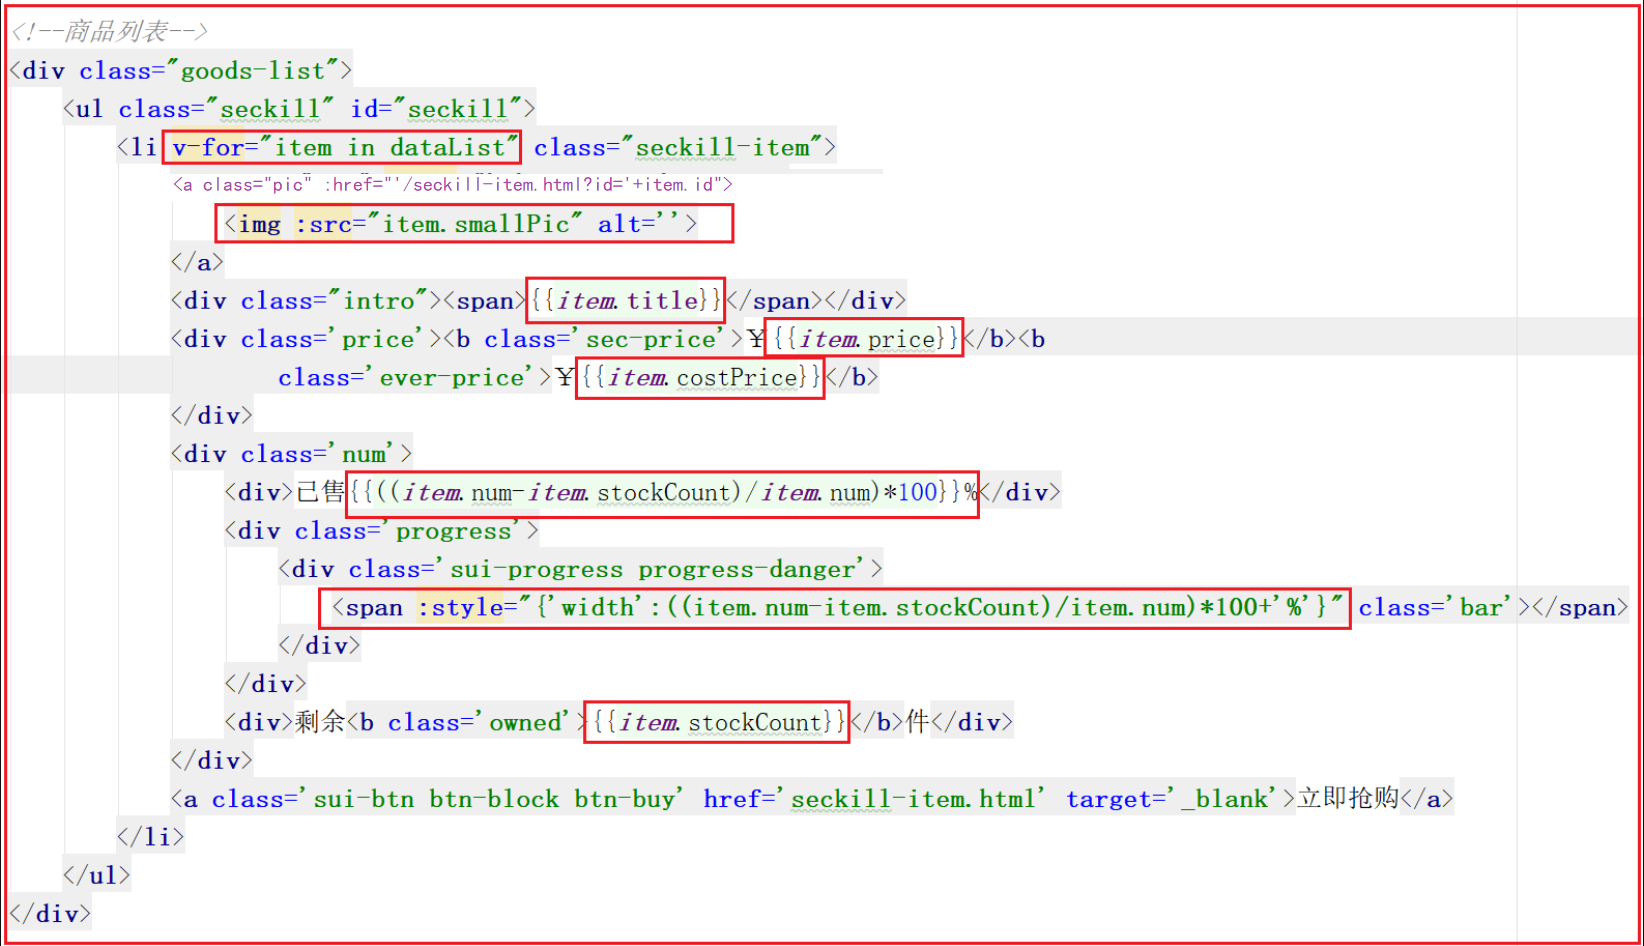 <!--商品列表-->
<div class="goods-list">
<ul class="seckill" id="seckill">
<li v-for="item in dataList" class="seckill-item">
<a class="pic" :href="'/seckill-item.html?id='+item.id">
<img :src="item.smallPic" alt=''>
</a>
<div class="intro"><span>{{item.title}}</span></div>
<div class='price'><b class='sec-price'>¥{{item.price}}</b><b
class='ever-price'>¥{{item.costPrice}}</b>
</div>
<div class='num'>
<div>已售{{((item.num-item.stockCount)/item.num)*100}}%</div>
<div class='progress'>
<div class='sui-progress progress-danger'>
<span :style="{'width':((item.num-item.stockCount)/item.num)*100+'%'}" class='bar'></span>
</div>
</div>
<div>剩余<b class='owned'>{{item.stockCount}}</b>件</div>
</div>
<a class='sui-btn btn-block btn-buy' href='seckill-item.html' target='_blank'>立即抢购</a>
</li>
</ul>
</div>